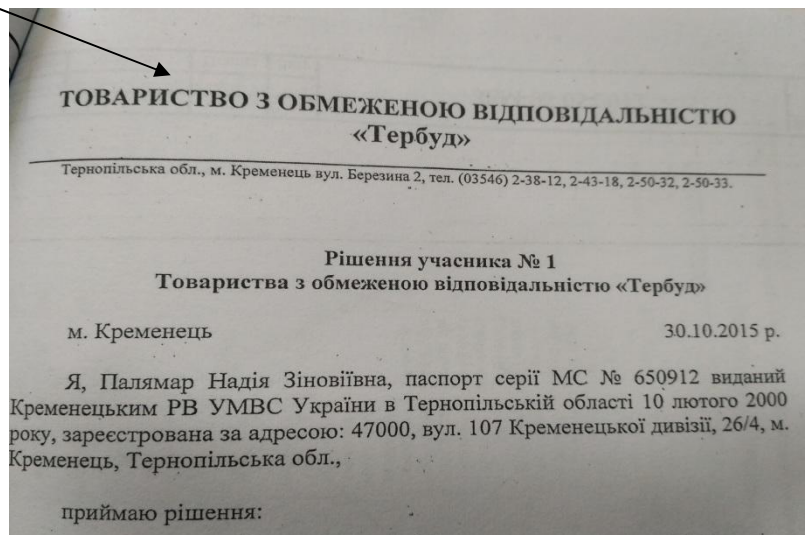 ТОВАРИСТВО З ОБМЕЖЕНОЮ ВІДПОВІДАЛЬНІСТЮ
«Тербуд»
Тернопільська обл., м. Кременець вул. Березина 2, тел. (03546) 2-38-12, 2-43-18, 2-50-32, 2-50-33.
Рішення учасника № 1
Товариства з обмеженою відповідальністю «Тербуд»
м. Кременець 30.10.2015 р.
Я, Палямар Надія Зіновіївна, паспорт серії МС № 650912 виданий
Кременецьким РВ УМВС України в Тернопільській області 10 лютого 2000
року, зареєстрована за адресою: 47000, вул. 107 Кременецької дивізії, 26/4, м.
Кременець, Тернопільська обл.,
приймаю рішення: